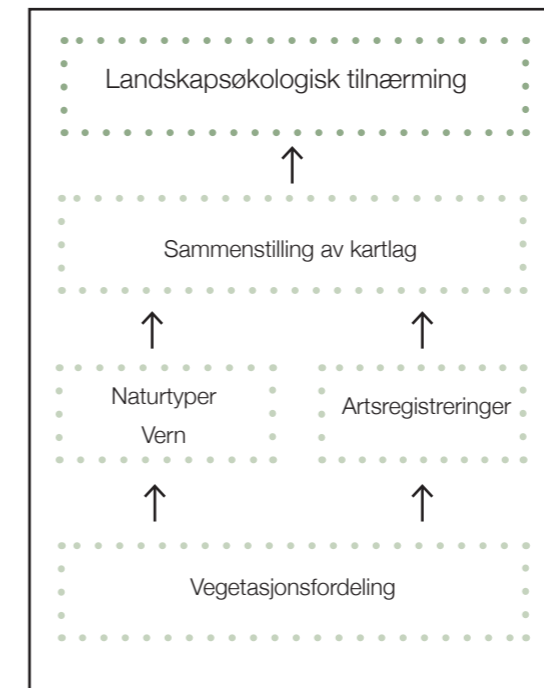 Landskapsøkologisk tilnærming
Sammenstilling av kartlag
Naturtyper
Vern
Artsregistreringer
Vegetasjonsfordeling